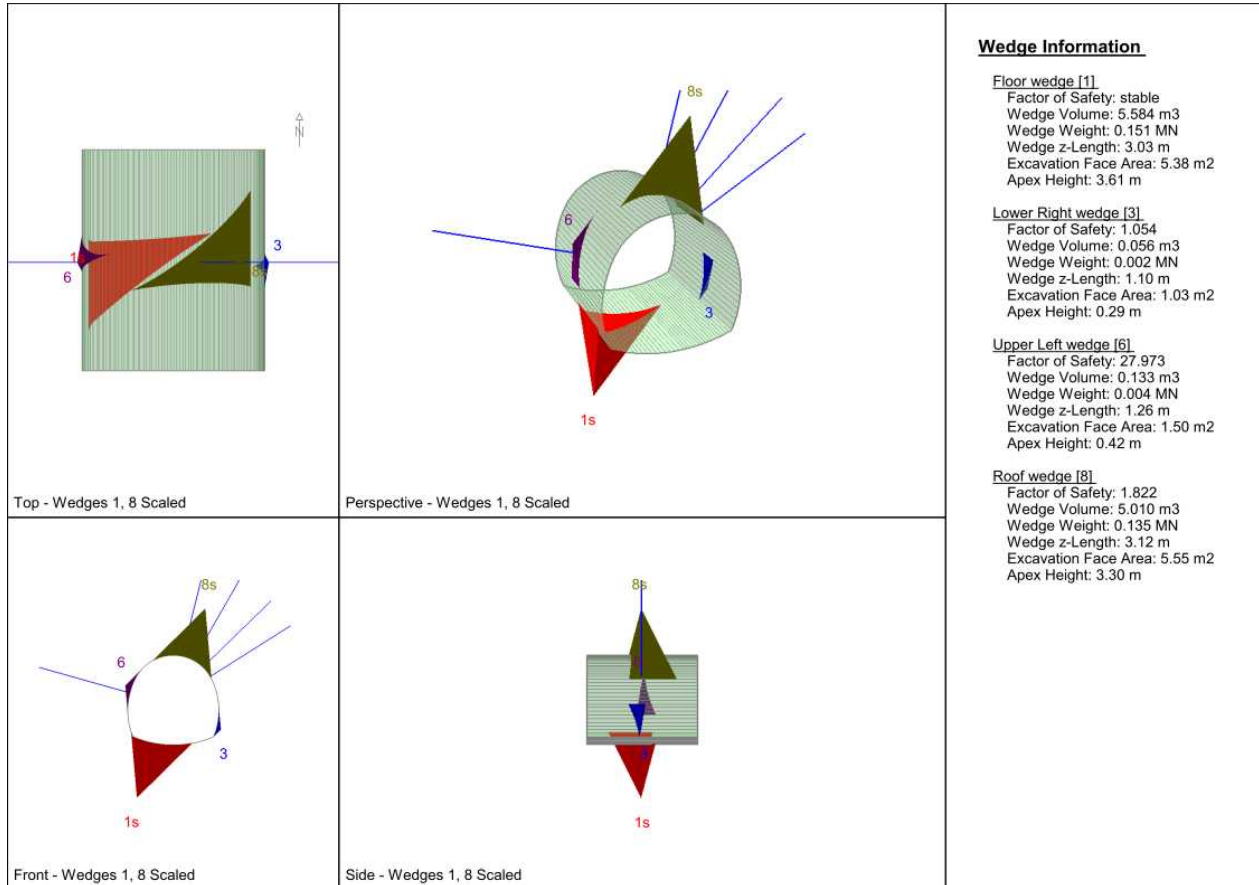 N
1
6
3
8s
Top - Wedges 1, 8 Scaled
8s
6
3
1s
Perspective - Wedges 1, 8 Scaled
8s
6
3
1s
Front - Wedges 1, 8 Scaled
8s
1s
Side - Wedges 1, 8 Scaled
Wedge Information
Floor wedge [1]
Factor of Safety: stable
Wedge Volume: 5.584 m3
Wedge Weight: 0.151 MN
Wedge z-Length: 3.03 m
Excavation Face Area: 5.38 m2
Apex Height: 3.61 m
Lower Right wedge [3]
Factor of Safety: 1.054
Wedge Volume: 0.056 m3
Wedge Weight: 0.002 MN
Wedge z-Length: 1.10 m
Excavation Face Area: 1.03 m2
Apex Height: 0.29 m
Upper Left wedge [6]
Factor of Safety: 27.973
Wedge Volume: 0.133 m3
Wedge Weight: 0.004 MN
Wedge z-Length: 1.26 m
Excavation Face Area: 1.50 m2
Apex Height: 0.42 m
Roof wedge [8]
Factor of Safety: 1.822
Wedge Volume: 5.010 m3
Wedge Weight: 0.135 MN
Wedge z-Length: 3.12 m
Excavation Face Area: 5.55 m2
Apex Height: 3.30 m